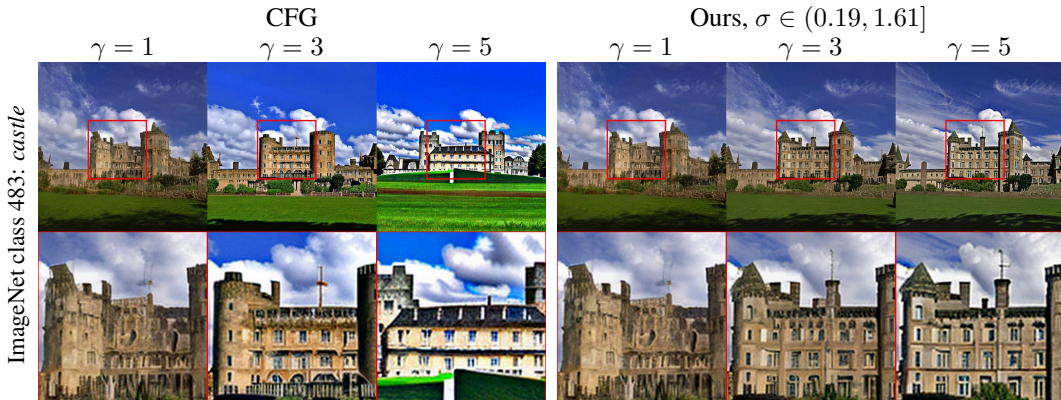 CFG
Ours, σ ∈ (0.19, 1.61]
γ = 1
γ = 3
γ = 5
γ = 1
γ = 3
γ = 5
ImageNet class 483: castle